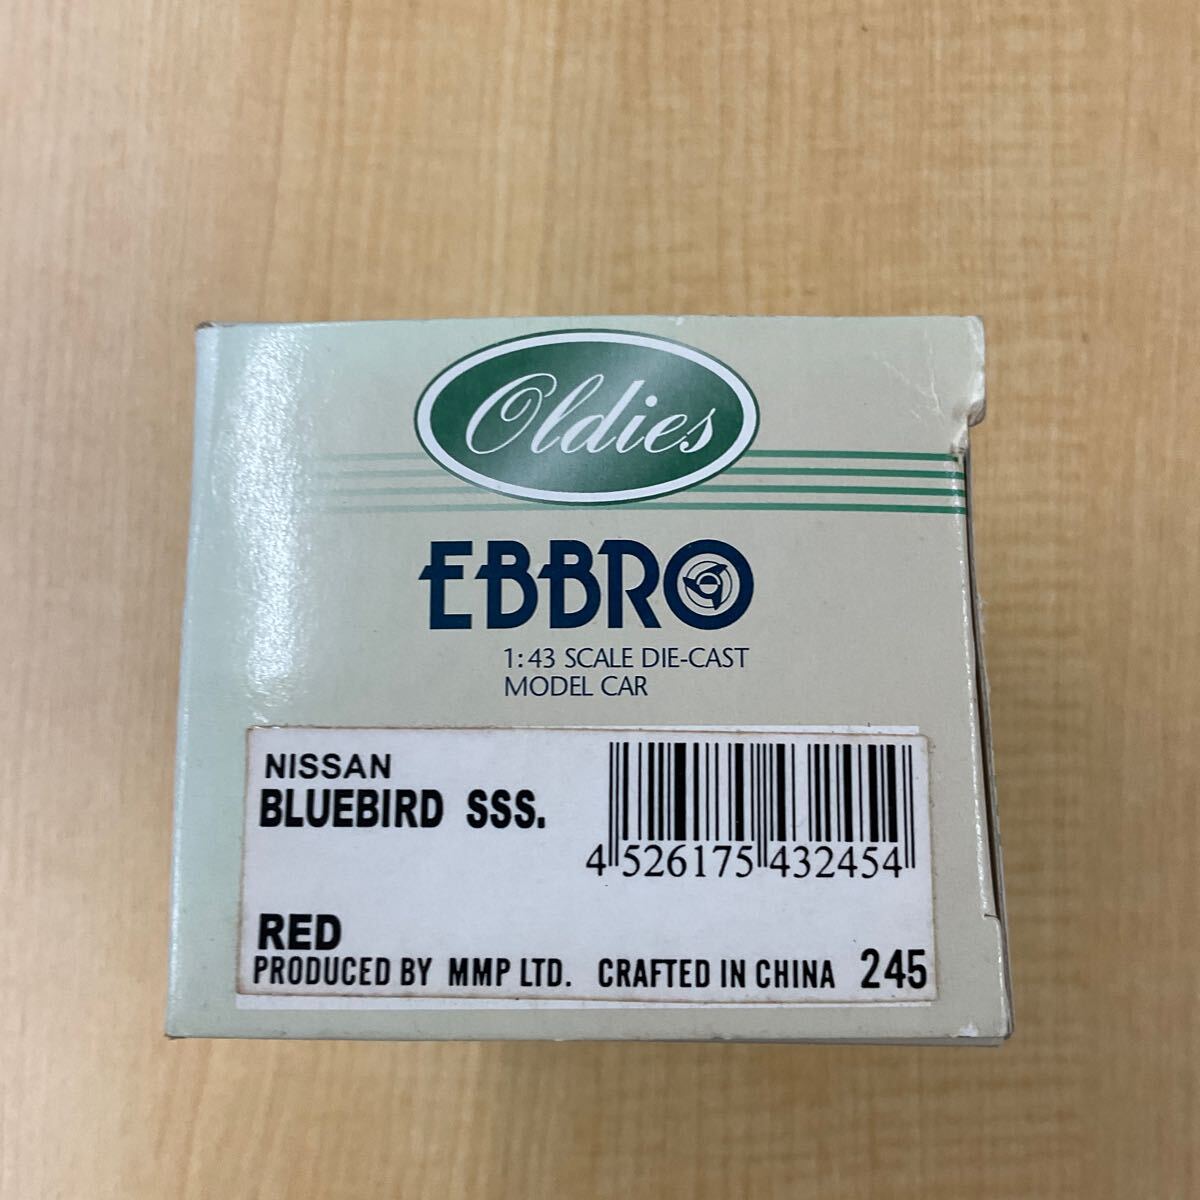 Oldies
EBBRO
1:43 SCALE DIE-CAST
MODEL CAR
NISSAN
BLUEBIRD SSS.
4 526175 432454
RED
PRODUCED BY MMP LTD. CRAFTED IN CHINA 245